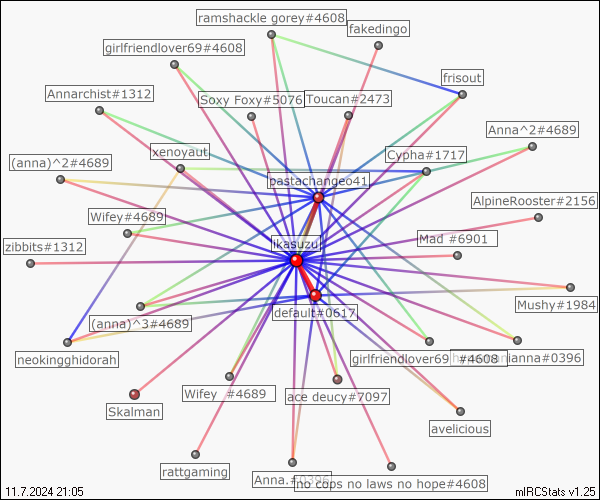 ramshackle gorey#4608
fakedingo
girlfriendlover69#4608
frisout
Annarchist#1312
Soxy Foxy#5076
Toucan#2473
Anna^2#4689
xenoyaut
(anna)^2#4689
Cypha#1717
bastachangeo41
AlpineRooster#2156
Wifey#4689
Mad #6901
zibbits#1312
ikasuzu
Mushy#1984
default#0617
(anna)^3#4689
neokingghidorah
girlfriendlover69 #4608
anna#0396
Wifey #4689
ace deucy#7097
Skalman
avelicious
rattgaming
Anna.#0396
no cops no laws no hope#4608
11.7.2024 21:05
mIRCStats v1.25